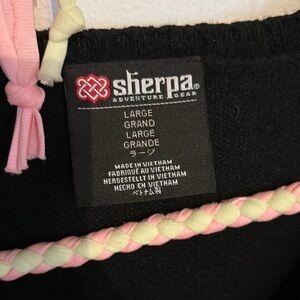 sherpa®
ADVENTURE GEAR
LARGE
GRAND
LARGE
GRANDE
ラージ
MADE IN VIETNAM
FABRIQUÉ AU VIETNAM
HERGESTELLT IN VIETNAM
HECHO EN VIETNAM
ベトナム製